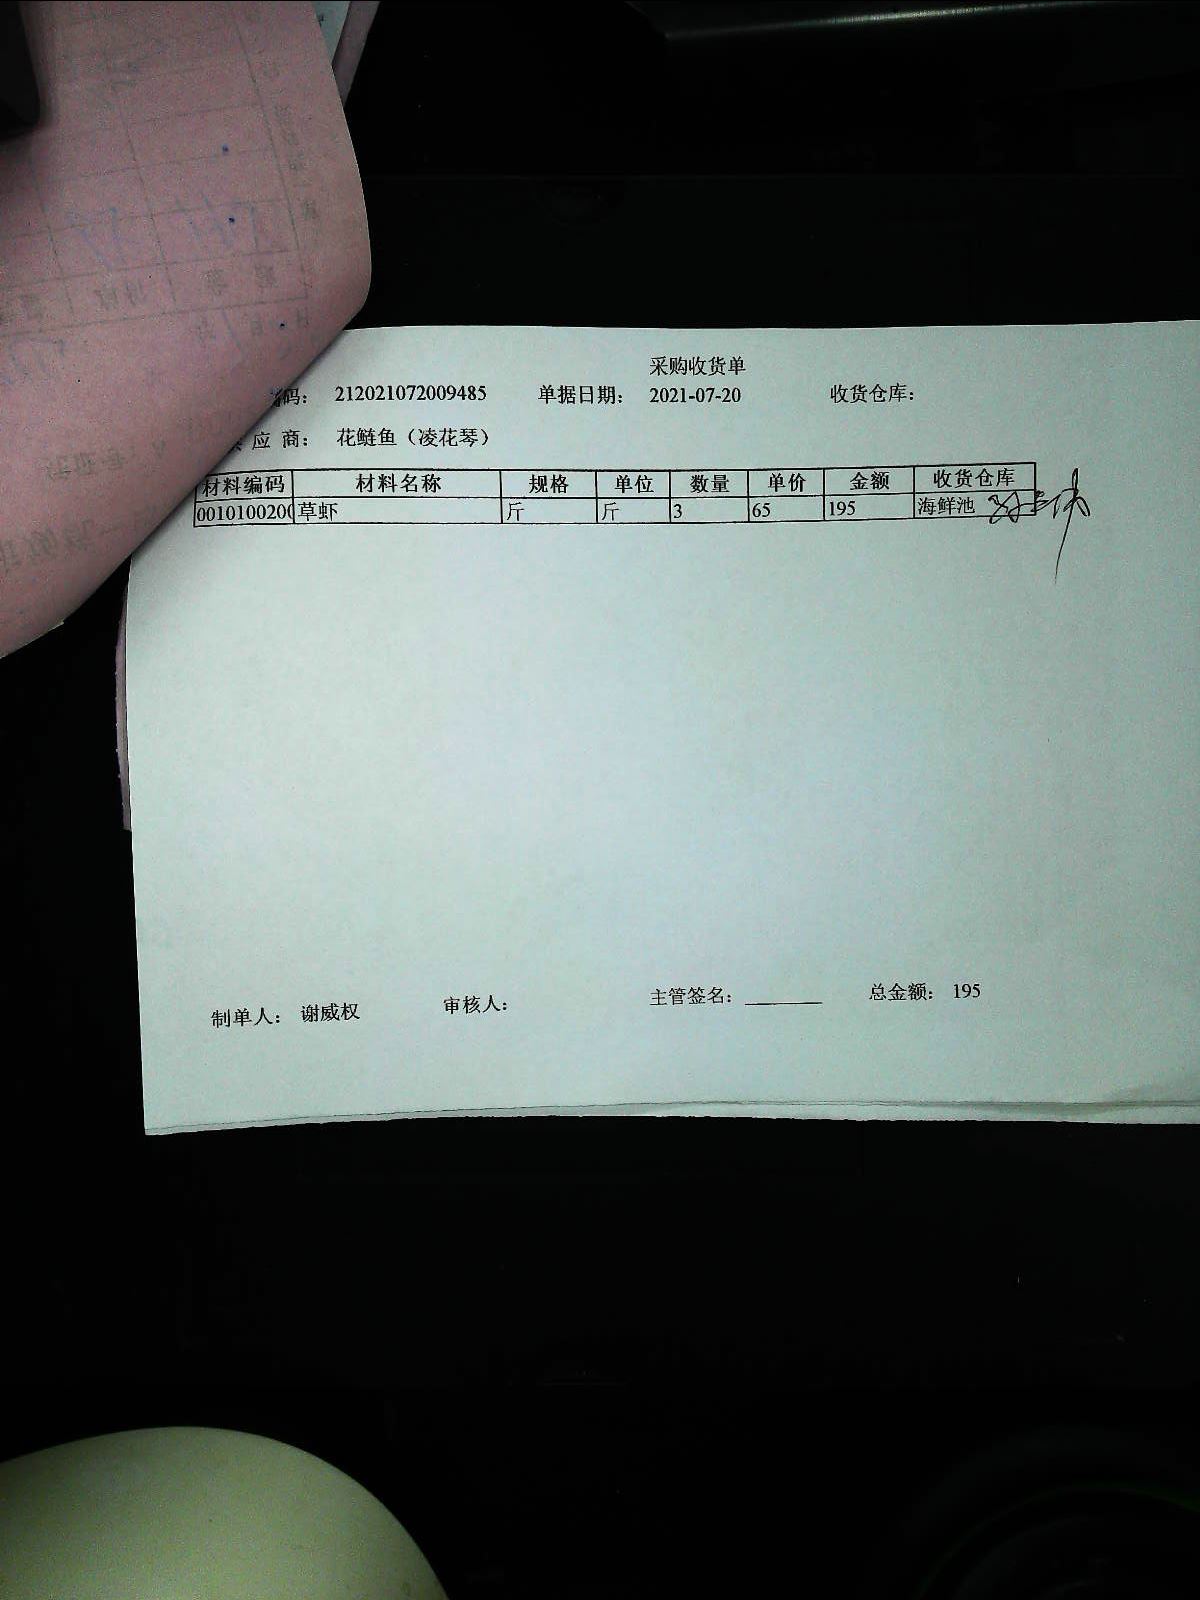 采购收货单
码： 212021072009485 单据日期： 2021-07-20 收货仓库：
应 商： 花鲢鱼（凌花琴）
材料编码 材料名称 规格 单位 数量 单价 金额 收货仓库
0010100200 草虾 斤 斤 3 65 195 海鲜池
制单人： 谢威权 审核人： 主管签名：________ 总金额： 195